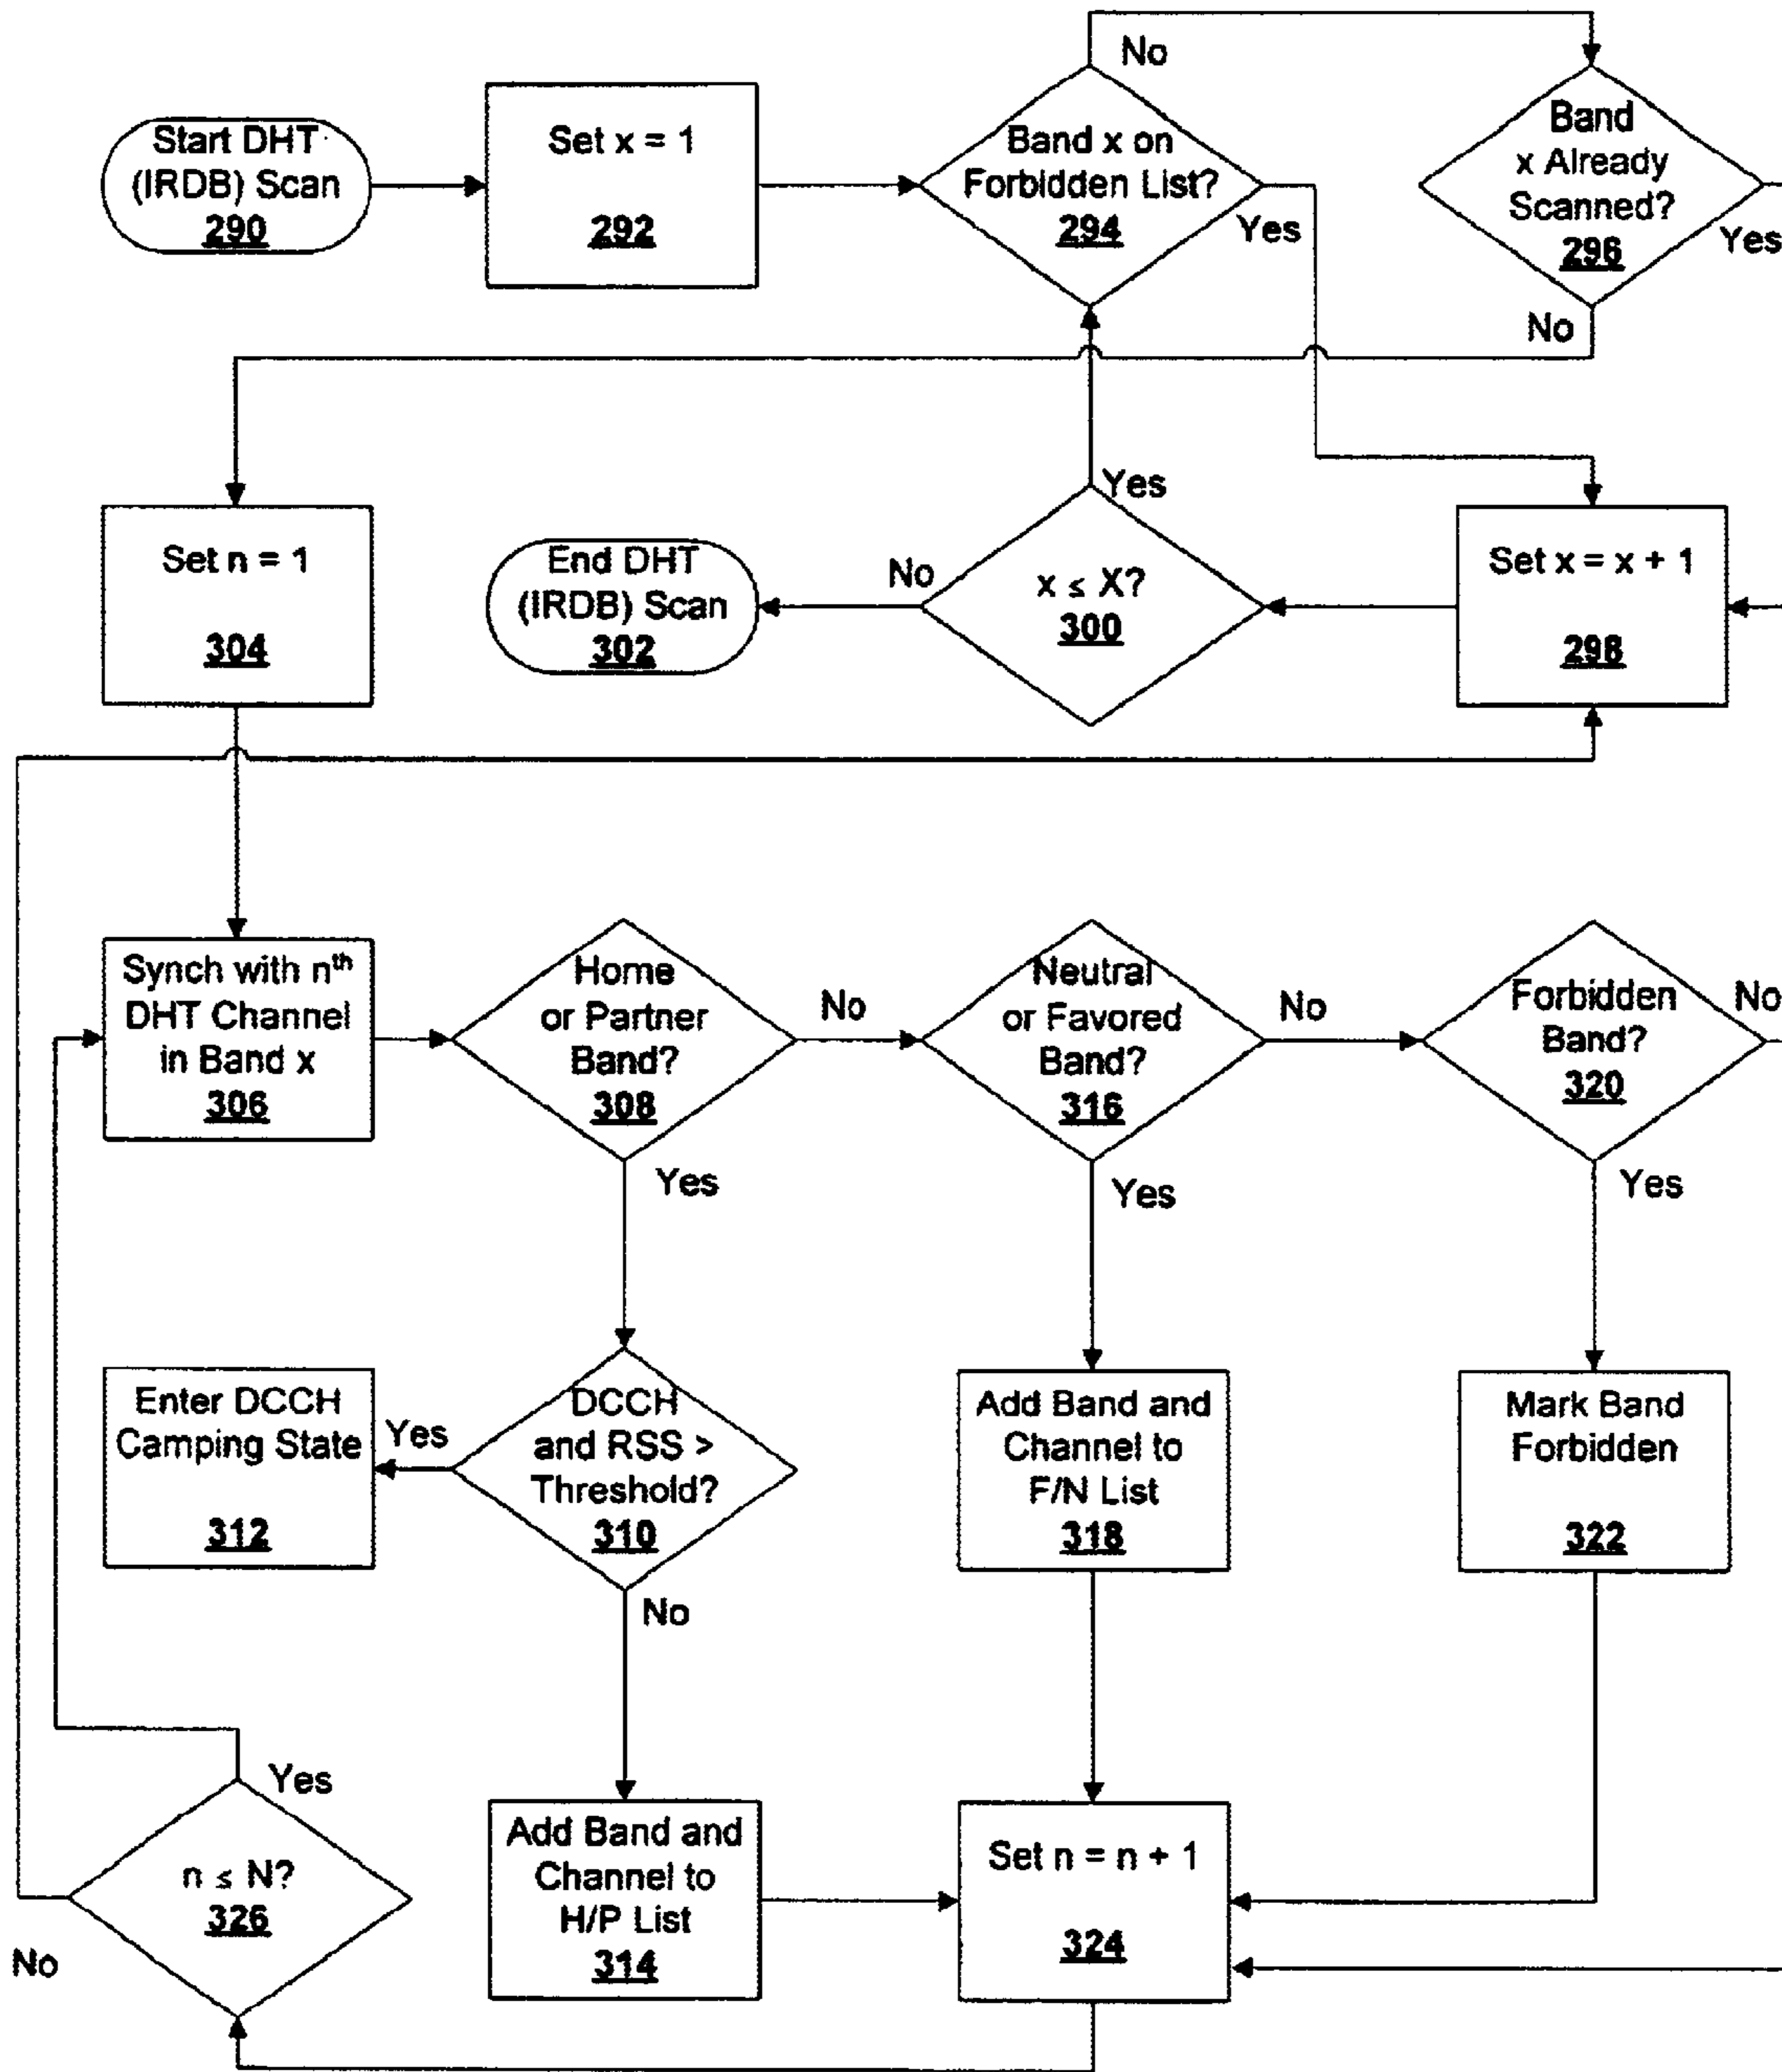 Start DHT
(IRDB) Scan
290
Set x = 1
292
Band x on
Forbidden List?
294
No
Yes
Band
x Already
Scanned?
296
Yes
No
Set n = 1
304
End DHT
(IRDB) Scan
302
No
x ≤ X?
300
Yes
Set x = x + 1
298
Synch with nth
DHT Channel
in Band x
306
Home
or Partner
Band?
308
No
Yes
Neutral
or Favored
Band?
316
No
Yes
Forbidden
Band?
320
No
Yes
Enter DCCH
Camping State
312
Yes
DCCH
and RSS >
Threshold?
310
No
Add Band and
Channel to
F/N List
318
Mark Band
Forbidden
322
Yes
n ≤ N?
326
No
Add Band and
Channel to
H/P List
314
Set n = n + 1
324